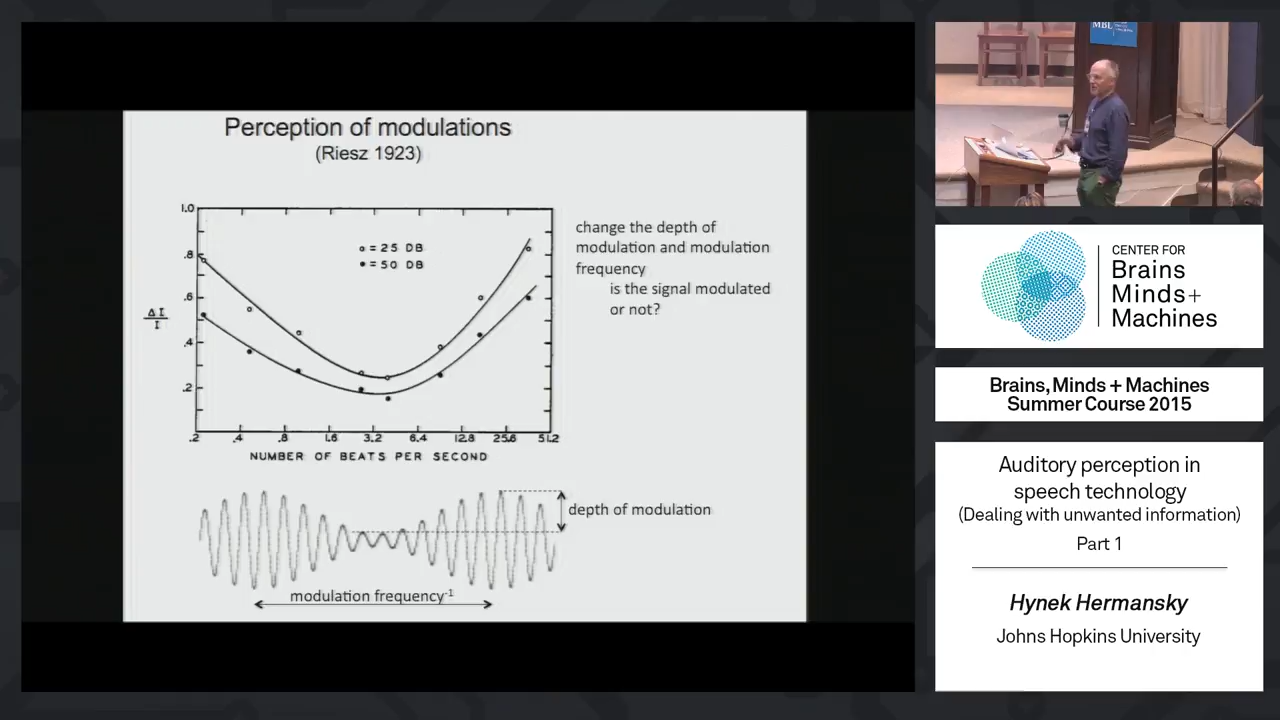 Perception of modulations
(Riesz 1923)
1.0
.8
.6
.4
.2
ΔI
I
o = 25 DB
• = 50 DB
.2 .4 .8 1.6 3.2 6.4 12.8 25.6 51.2
NUMBER OF BEATS PER SECOND
change the depth of
modulation and modulation
frequency
is the signal modulated
or not?
depth of modulation
modulation frequency-1
MBL
CENTER FOR
Brains
Minds+
Machines
Brains, Minds + Machines
Summer Course 2015
Auditory perception in
speech technology
(Dealing with unwanted information)
Part 1
Hynek Hermansky
Johns Hopkins University